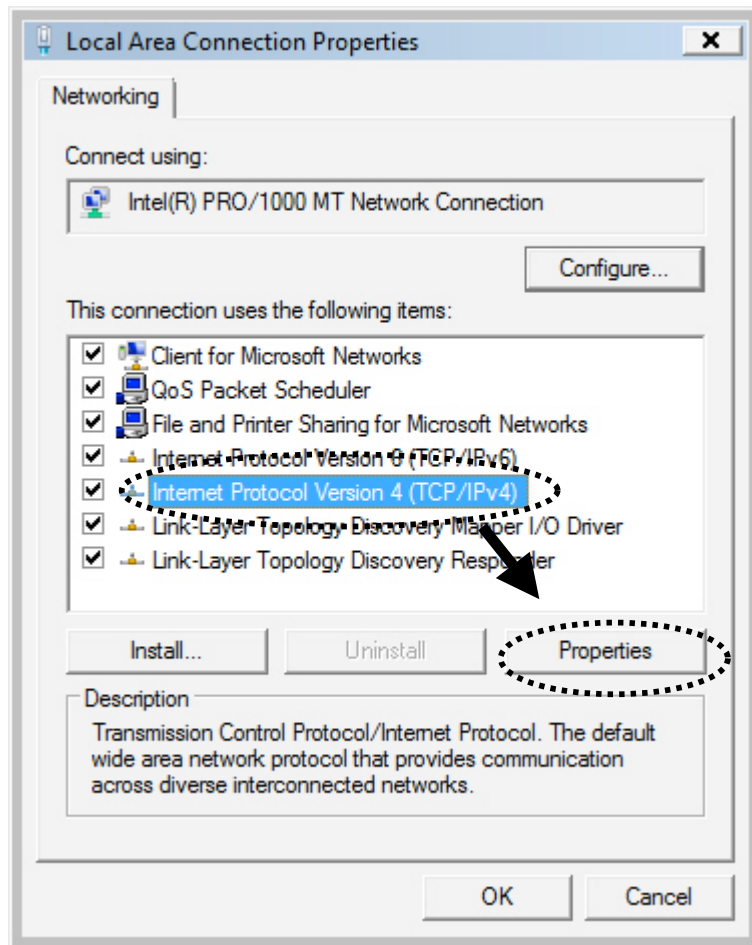 Local Area Connection Properties
Networking
Connect using:
Intel(R) PRO/1000 MT Network Connection
Configure...
This connection uses the following items:
Client for Microsoft Networks
QoS Packet Scheduler
File and Printer Sharing for Microsoft Networks
Internet Protocol Version 6 (TCP/IPv6)
Internet Protocol Version 4 (TCP/IPv4)
Link-Layer Topology Discovery Mapper I/O Driver
Link-Layer Topology Discovery Responder
Install... Uninstall Properties
Description
Transmission Control Protocol/Internet Protocol. The default
wide area network protocol that provides communication
across diverse interconnected networks.
OK Cancel